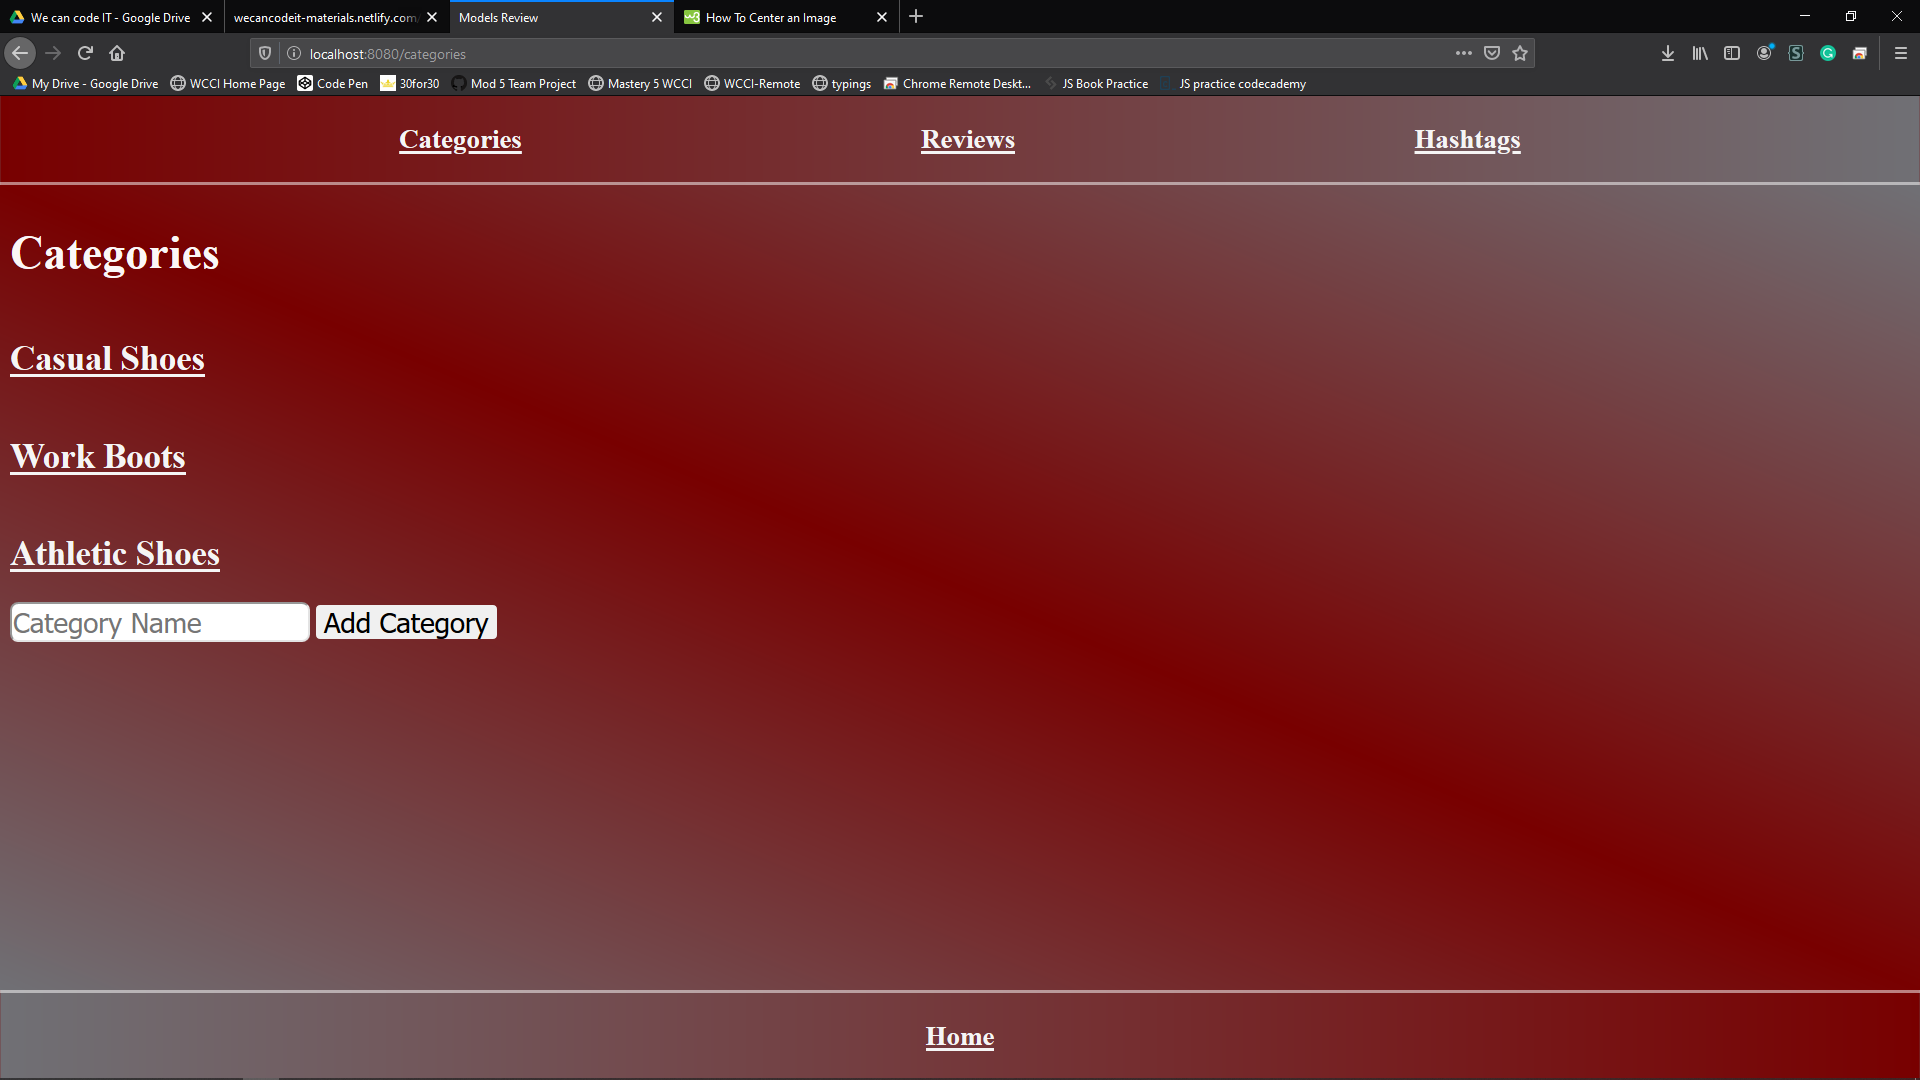 We can code IT - Google Drive wecancodeit-materials.netlify.com/ Models Review How To Center an Image
localhost:8080/categories
My Drive - Google Drive WCCI Home Page Code Pen 30for30 Mod 5 Team Project Mastery 5 WCCI WCCI-Remote typings Chrome Remote Deskt... JS Book Practice JS practice codecademy
Categories Reviews Hashtags
Categories
Casual Shoes
Work Boots
Athletic Shoes
Category Name Add Category
Home